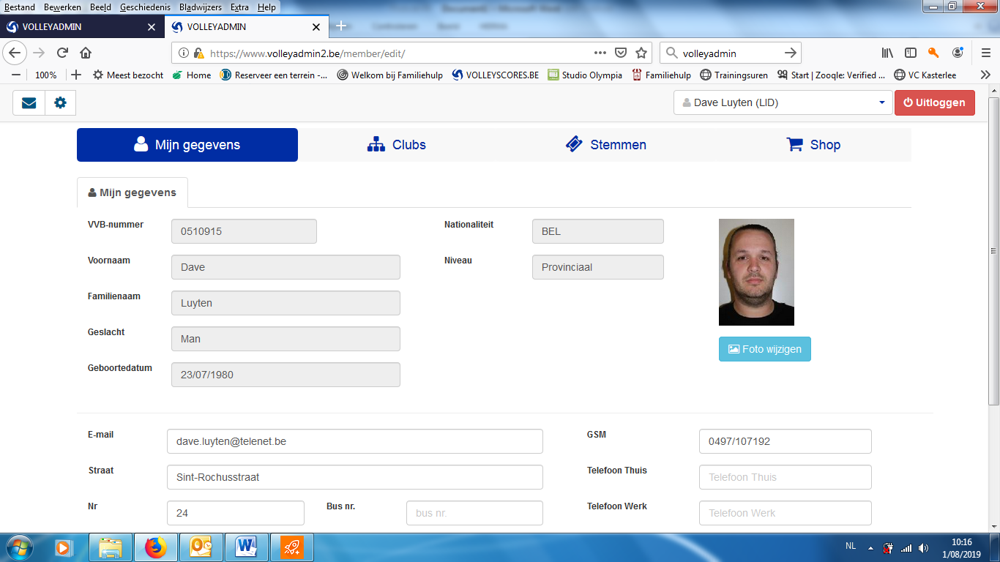 Bestand Bewerken Beeld Geschiedenis Bladwijzers Extra Help
VOLLEYADMIN
VOLLEYADMIN
https://www.volleyadmin2.be/member/edit/
volleyadmin
100%
Meest bezocht
Home
Reserveer een terrein -...
Welkom bij Familiehulp
VOLLEYSCORES.BE
Studio Olympia
Familiehulp
Trainingsuren
Start | Zooqle: Verified ...
VC Kasterlee
Dave Luyten (LID)
Uitloggen
Mijn gegevens
Clubs
Stemmen
Shop
Mijn gegevens
VVB-nummer 0510915
Nationaliteit BEL
Voornaam Dave
Niveau Provinciaal
Familienaam Luyten
Geslacht Man
Geboortedatum 23/07/1980
Foto wijzigen
E-mail dave.luyten@telenet.be
GSM 0497/107192
Straat Sint-Rochusstraat
Telefoon Thuis Telefoon Thuis
Nr 24 Bus nr. bus nr.
Telefoon Werk Telefoon Werk
NL
10:16
1/08/2019